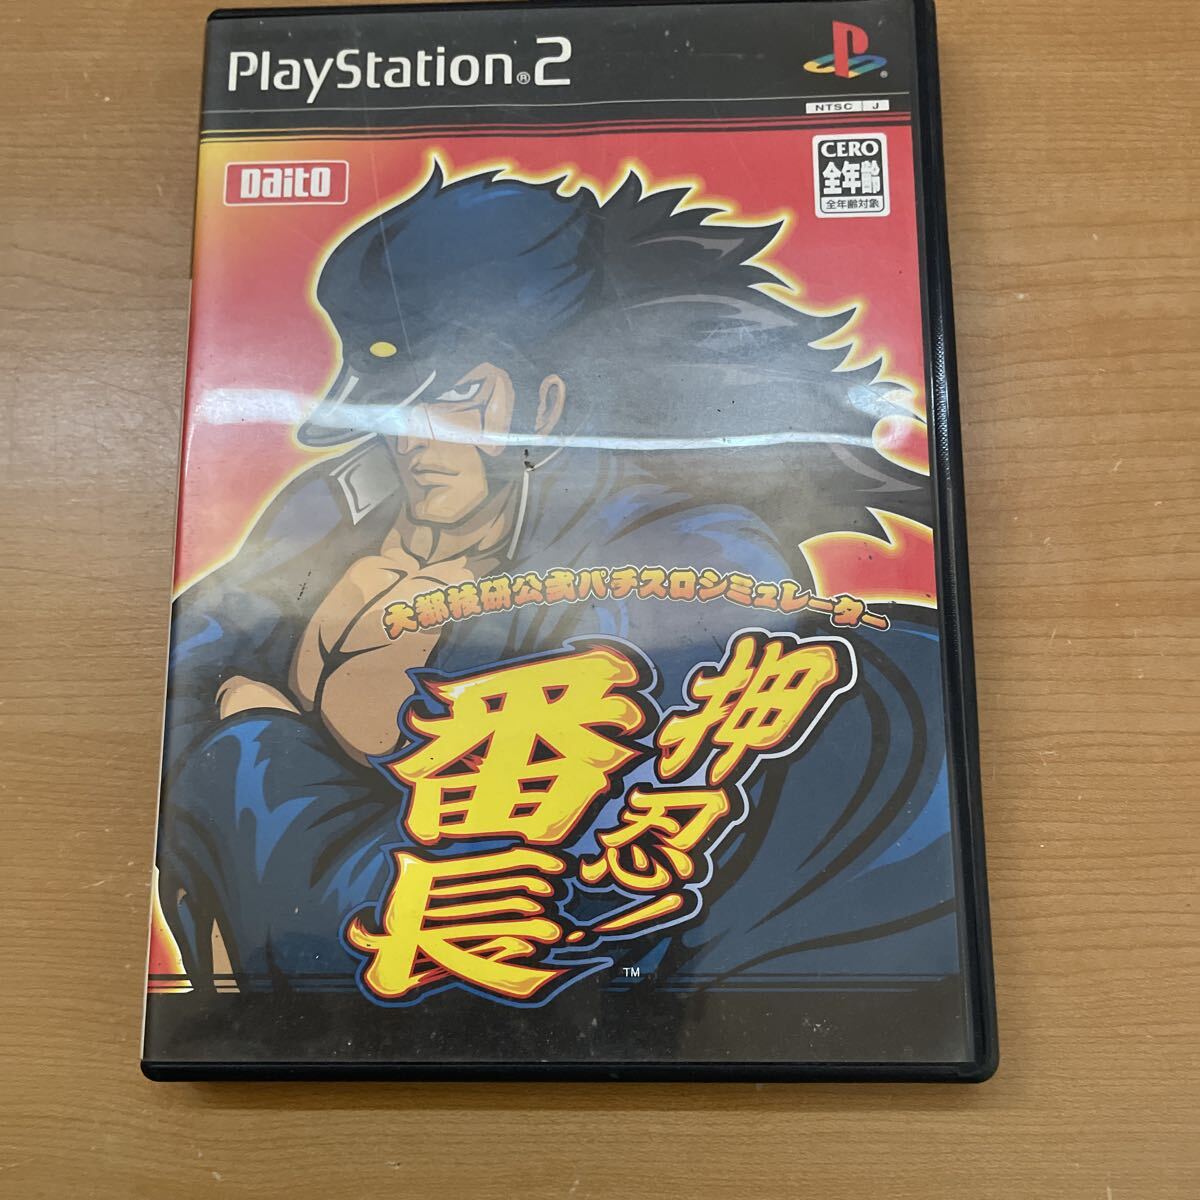 PlayStation®2
NTSC J
Daito
CERO
全年齢
全年齢対象
大都技研公式パチスロシミュレーター
押忍!
番長
TM